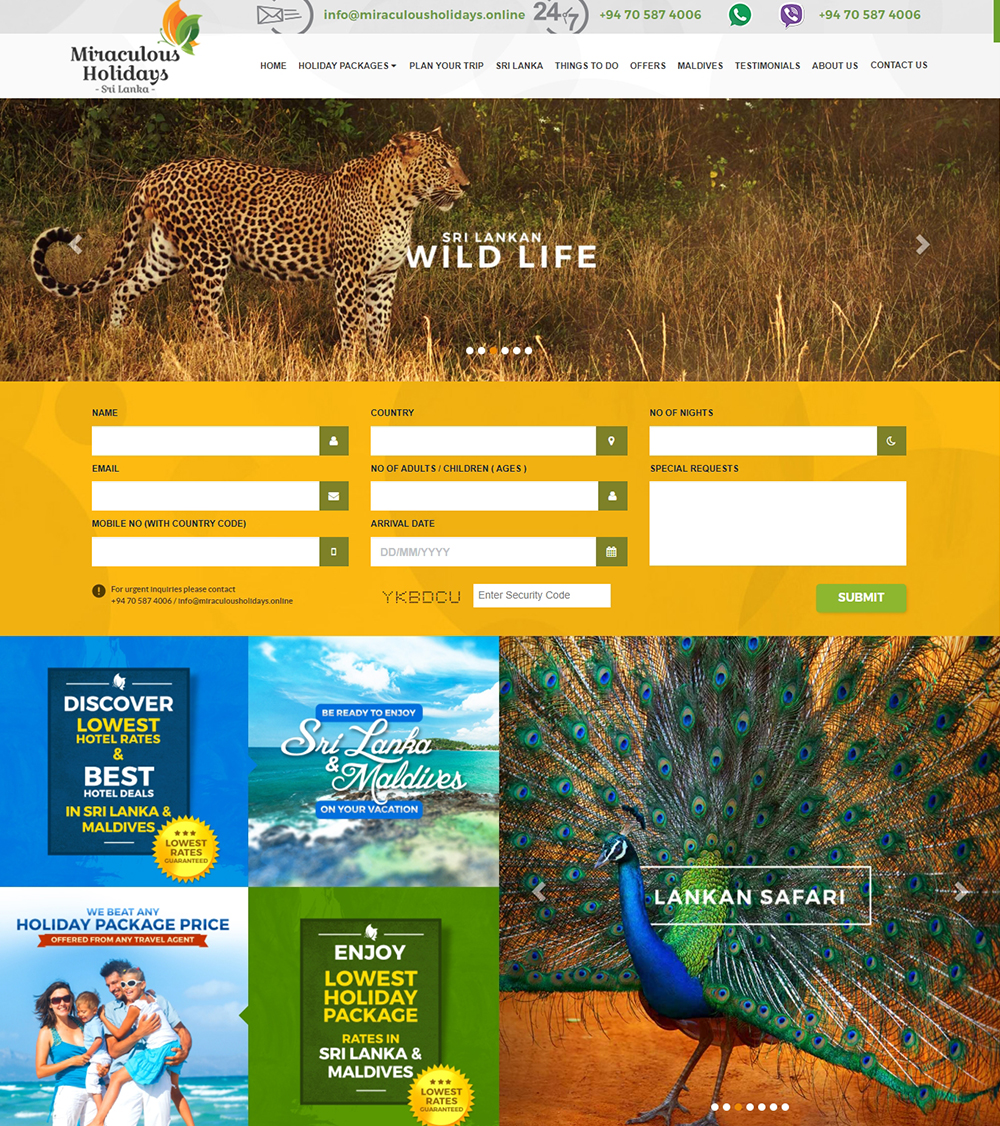 info@miraculousholidays.online
24/7
+94 70 587 4006
+94 70 587 4006
Miraculous
Holidays
- Sri Lanka -
HOME HOLIDAY PACKAGES PLAN YOUR TRIP SRI LANKA THINGS TO DO OFFERS MALDIVES TESTIMONIALS ABOUT US CONTACT US
SRI LANKAN
WILD LIFE
NAME
COUNTRY
NO OF NIGHTS
EMAIL
NO OF ADULTS / CHILDREN ( AGES )
SPECIAL REQUESTS
MOBILE NO (WITH COUNTRY CODE)
ARRIVAL DATE
DD/MM/YYYY
For urgent inquiries please contact
+94 70 587 4006 / info@miraculousholidays.online
YKBDCU
Enter Security Code
SUBMIT
DISCOVER
LOWEST
HOTEL RATES
&
BEST
HOTEL DEALS
IN SRI LANKA &
MALDIVES
LOWEST
RATES
GUARANTEED
BE READY TO ENJOY
Sri Lanka
& Maldives
ON YOUR VACATION
WE BEAT ANY
HOLIDAY PACKAGE PRICE
OFFERED FROM ANY TRAVEL AGENT
ENJOY
LOWEST
HOLIDAY
PACKAGE
RATES IN
SRI LANKA &
MALDIVES
LOWEST
RATES
GUARANTEED
LANKAN SAFARI